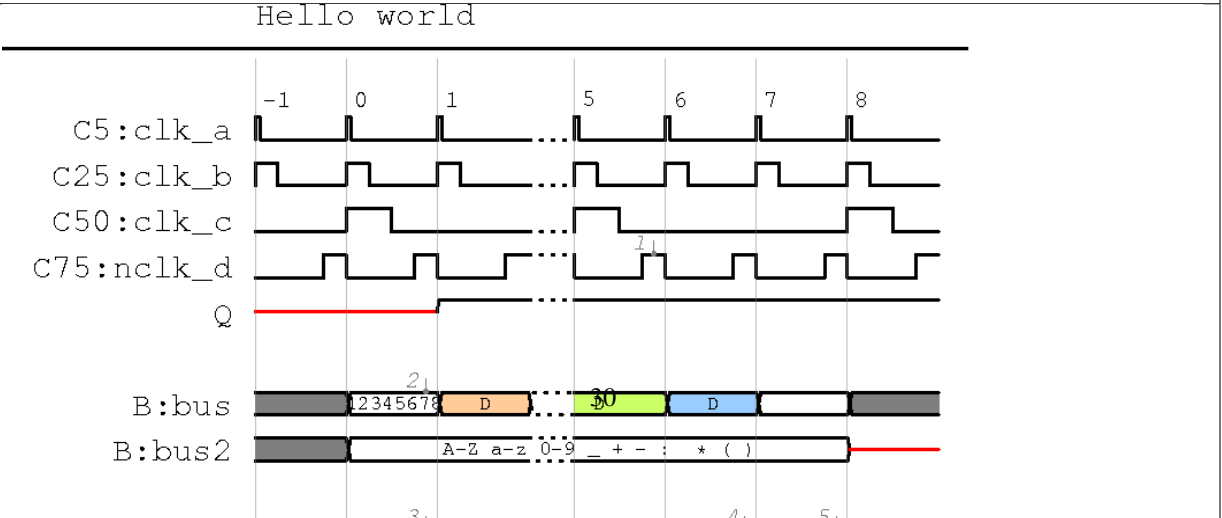 Hello world
-1 0 1 5 6 7 8
C5:clk_a
C25:clk_b
C50:clk_c
1
C75:nclk_d
Q
2
30
B:bus 12345678 D D D
B:bus2 A-Z a-z 0-9 _ + - : * ( )
3 4 5